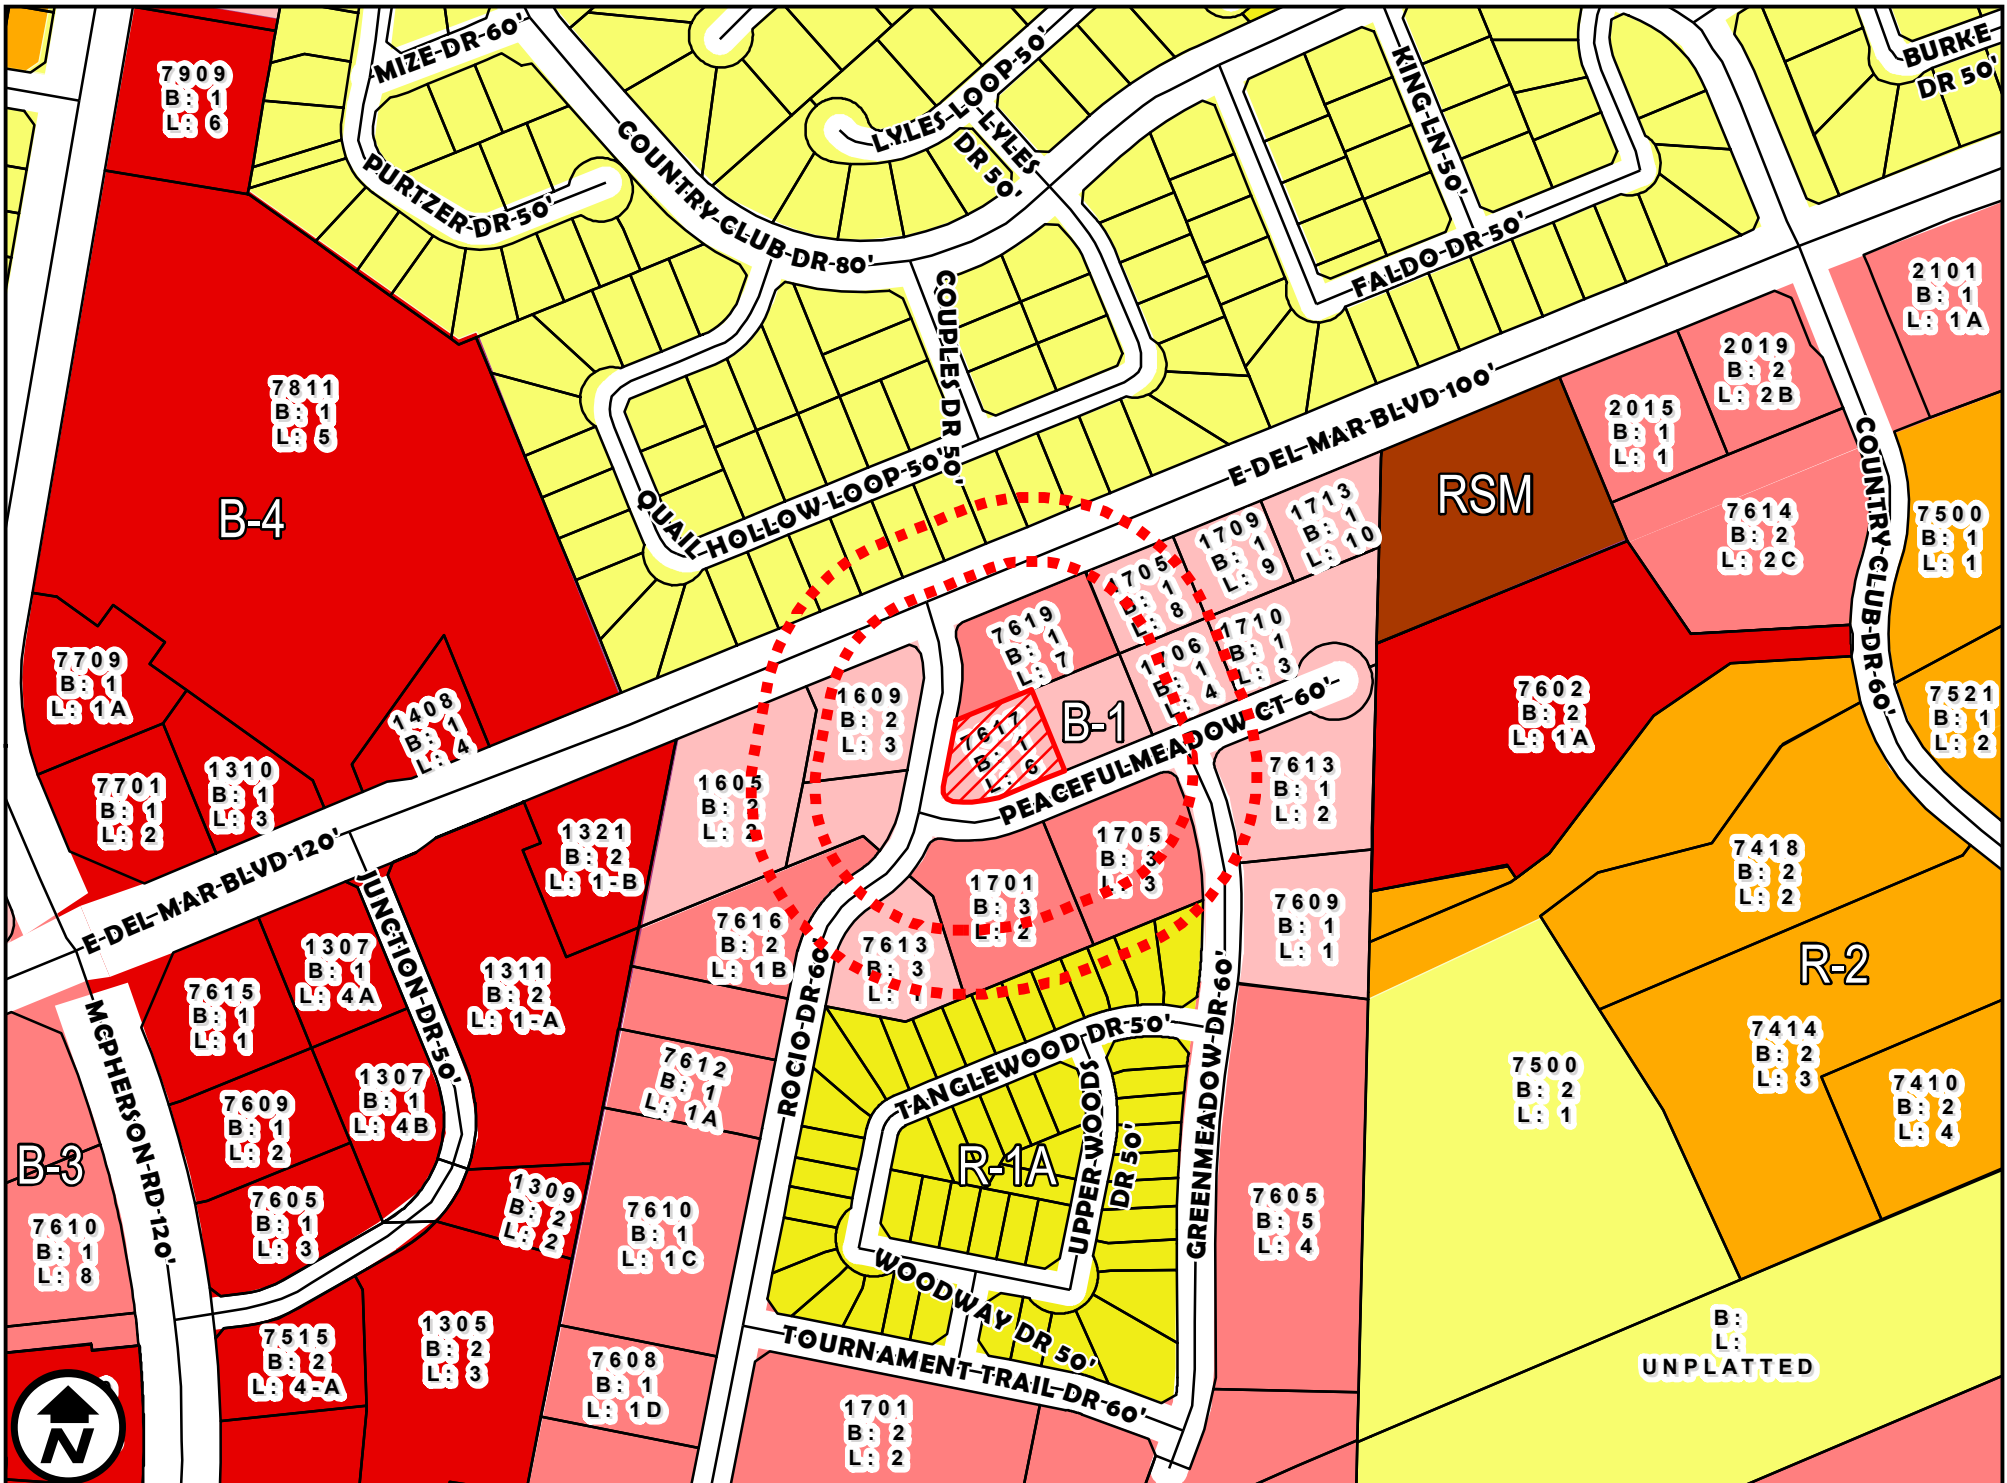 MIZE DR 60'
LYLES LOOP 50'
KING LN 50'
BURKE
DR 50'
7909
B: 1
L: 6
COUNTRY CLUB DR 80'
LYLES
DR 50'
PURTZER DR 50'
FALDO DR 50'
2101
B: 1
L: 1A
COUPLES DR 50'
2019
B: 2
L: 2B
7811
B: 1
L: 5
2015
B: 1
L: 1
E DEL MAR BLVD 100'
COUNTRY CLUB DR 60'
B-4
QUAIL
HOLLOW LOOP 50'
RSM
1713
B: 1
L: 10
1709
B: 1
L: 9
7614
B: 2
L: 2C
7500
B: 1
L: 1
1705
B: 1
L: 8
7619
B: 1
L: 7
1710
B: 1
L: 3
1706
B: 1
L: 4
7709
B: 1
L: 1A
1408
B: 1
L: 4
1609
B: 2
L: 3
B-1
7617
B: 1
L: 6
PEACEFULMEADOW CT 60'
7602
B: 2
L: 1A
7521
B: 1
L: 2
7701
B: 1
L: 2
1310
B: 1
L: 3
1605
B: 2
L: 2
7613
B: 1
L: 2
1321
B: 2
L: 1-B
1705
B: 3
L: 3
7418
B: 2
L: 2
E DEL MAR BLVD 120'
JUNCTION DR 50'
1701
B: 3
L: 2
7609
B: 1
L: 1
7616
B: 2
L: 1B
7613
B: 3
L: 1
1307
B: 1
L: 4A
1311
B: 2
L: 1-A
R-2
7615
B: 1
L: 1
MCPHERSON RD 120'
ROCIO DR 60'
TANGLEWOOD DR 50'
GREENMEADOW DR 60'
7414
B: 2
L: 3
7612
B: 1
L: 1A
7500
B: 2
L: 1
7410
B: 2
L: 4
1307
B: 1
L: 4B
7609
B: 1
L: 2
B-3
R-1A
UPPER WOODS
DR 50'
7605
B: 1
L: 3
1309
B: 2
L: 2
7610
B: 1
L: 1C
7605
B: 5
L: 4
7610
B: 1
L: 8
WOODWAY DR 50'
TOURNAMENT TRAIL DR 60'
7515
B: 2
L: 4-A
1305
B: 2
L: 3
7608
B: 1
L: 1D
B:
L:
UNPLATTED
1701
B: 2
L: 2
N